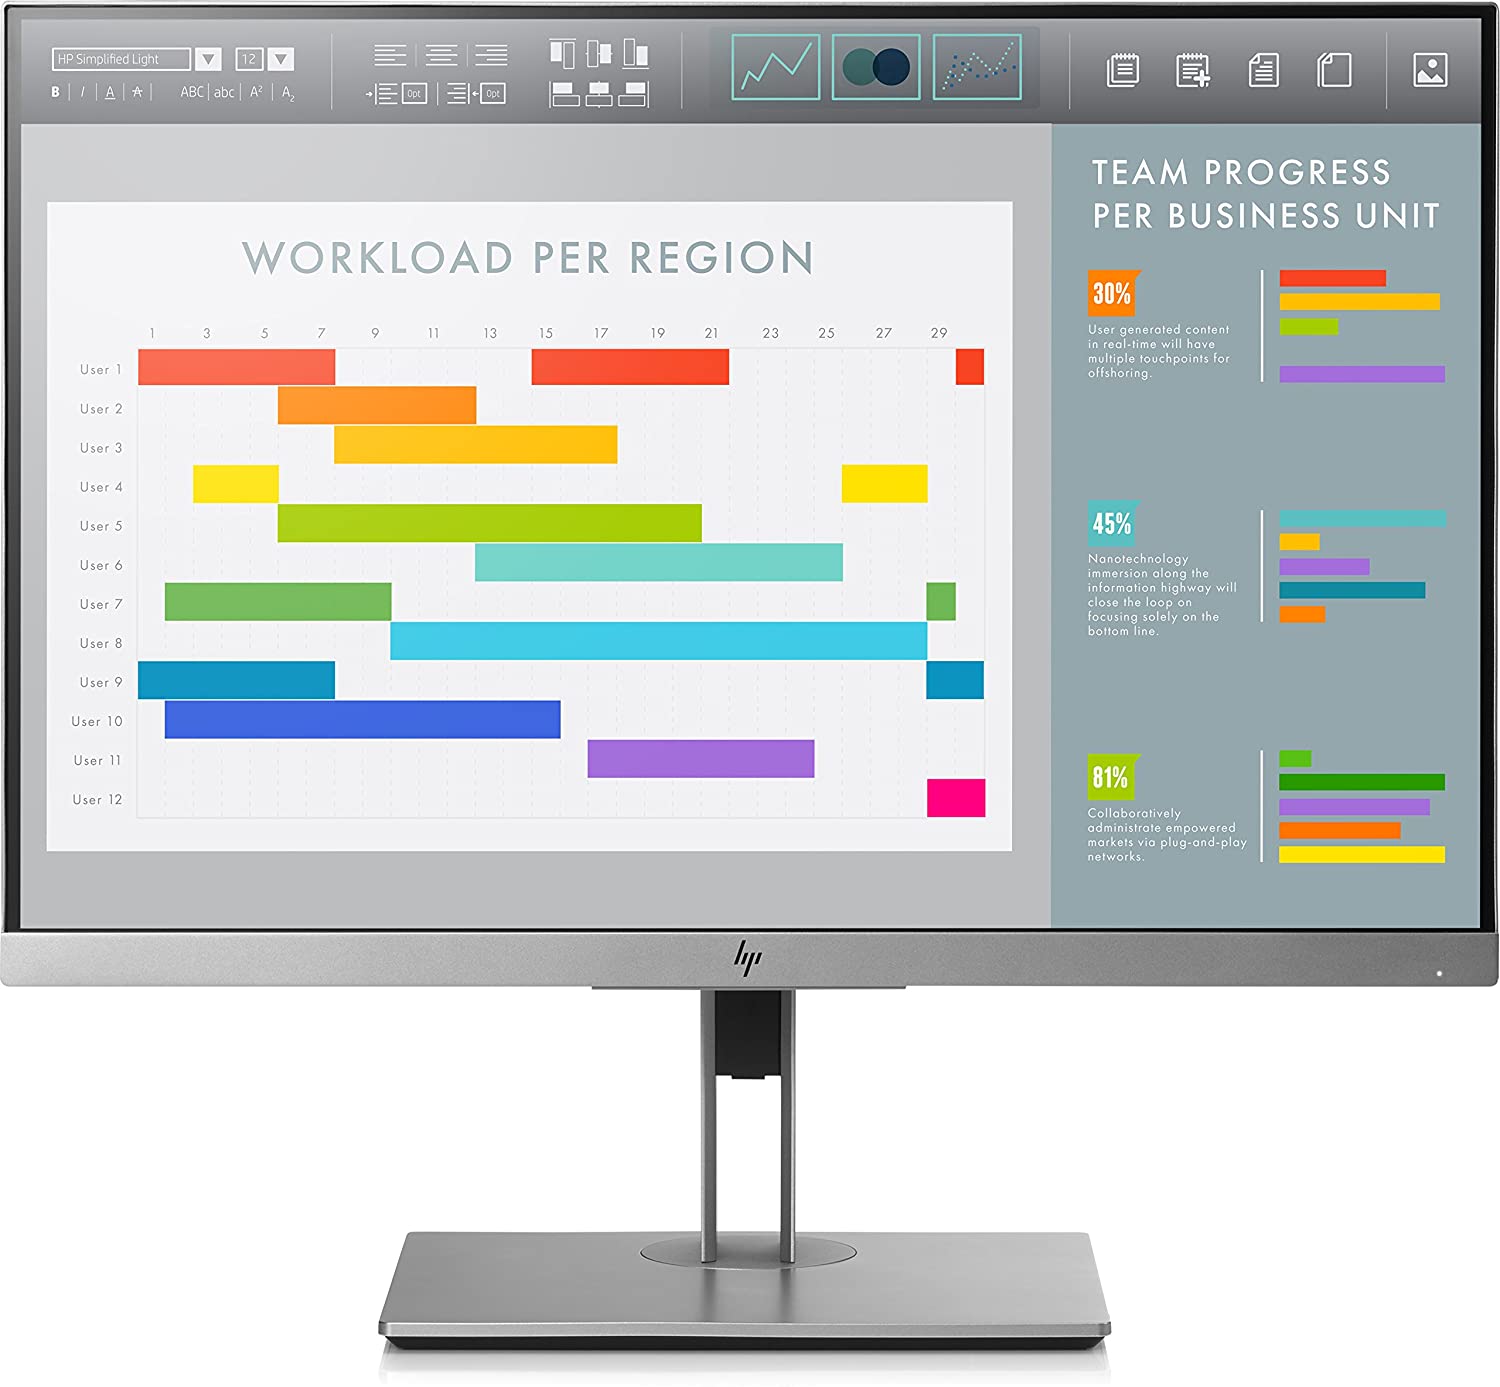 HP Simplified Light
12
B I A A ABC abc A² A₂
Opt Opt
TEAM PROGRESS
PER BUSINESS UNIT
WORKLOAD PER REGION
1 3 5 7 9 11 13 15 17 19 21 23 25 27 29
User 1
User 2
User 3
User 4
User 5
User 6
User 7
User 8
User 9
User 10
User 11
User 12
30%
User generated content
in real-time will have
multiple touchpoints for
offshoring.
45%
Nanotechnology
immersion along the
information highway will
close the loop on
focusing solely on the
bottom line.
81%
Collaboratively
administrate empowered
markets via plug-and-play
networks.
hp